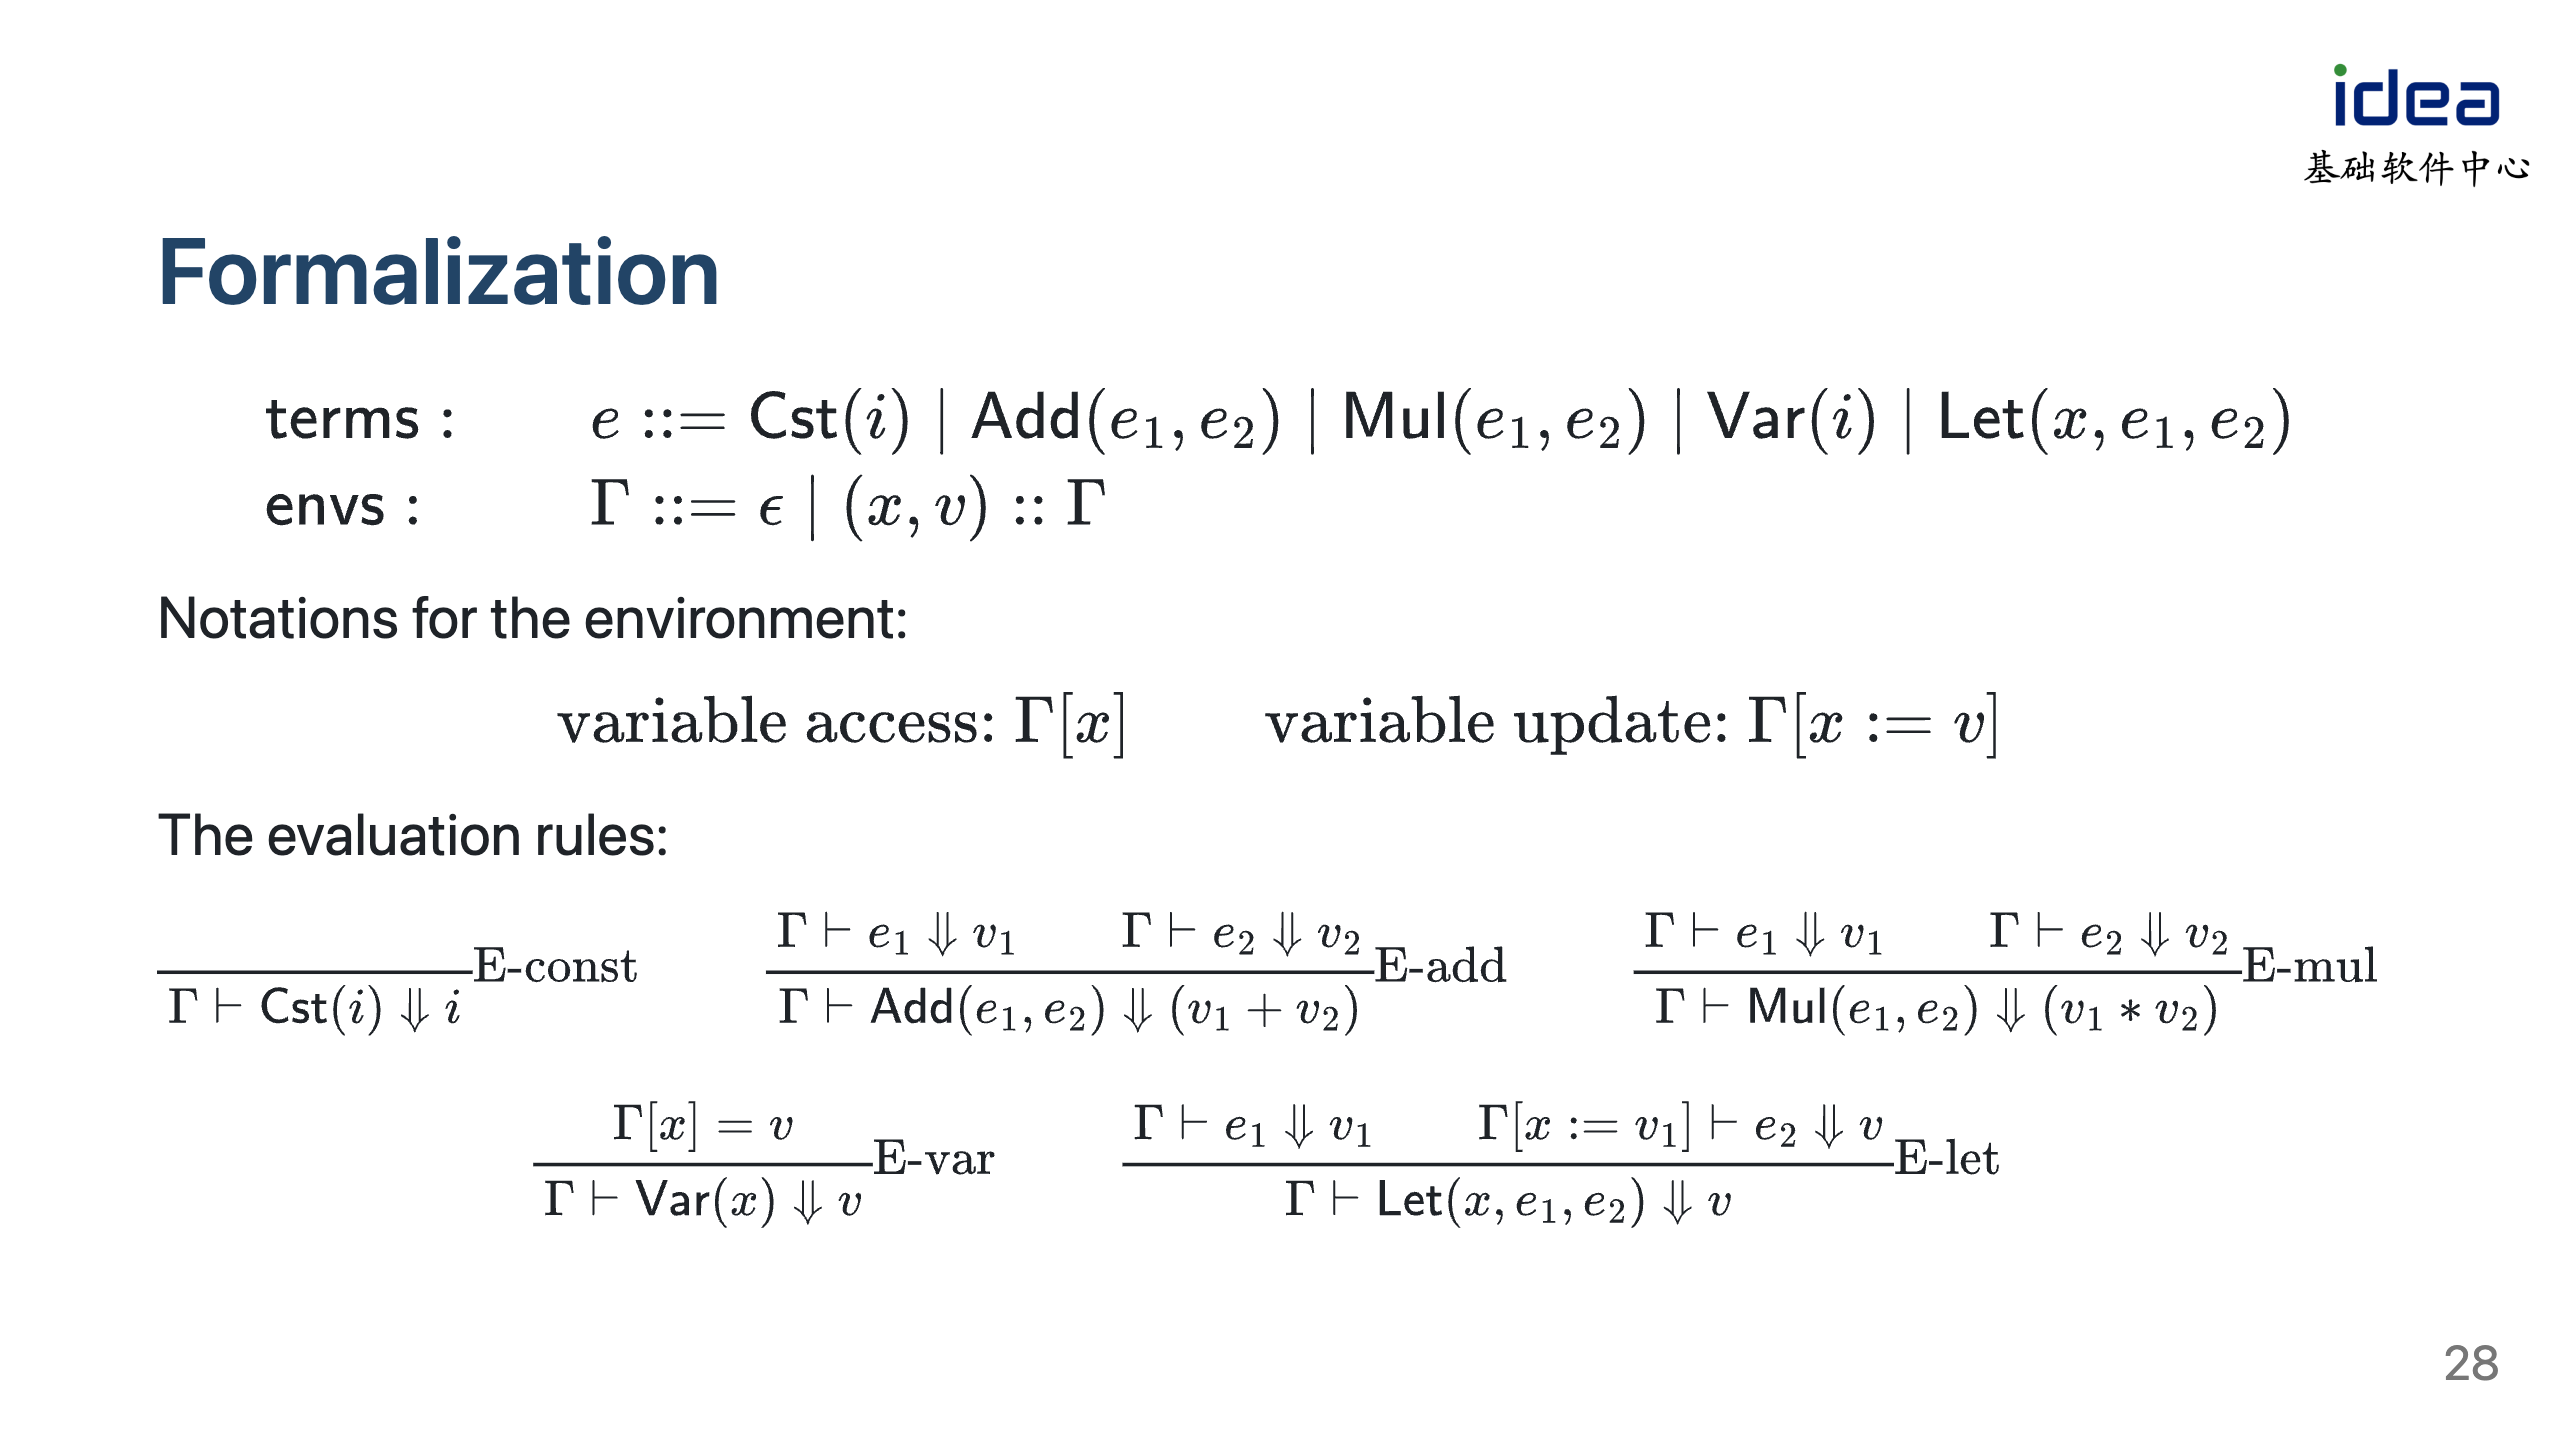 idea
基础软件中心
Formalization
terms : e ::= Cst(i) | Add(e₁, e₂) | Mul(e₁, e₂) | Var(i) | Let(x, e₁, e₂)
envs : Γ ::= ϵ | (x, v) :: Γ
Notations for the environment:
variable access: Γ[x] variable update: Γ[x := v]
The evaluation rules:
Γ ⊢ e₁ ⇓ v₁ Γ ⊢ e₂ ⇓ v₂ Γ ⊢ e₁ ⇓ v₁ Γ ⊢ e₂ ⇓ v₂
E-const E-add E-mul
Γ ⊢ Cst(i) ⇓ i Γ ⊢ Add(e₁, e₂) ⇓ (v₁ + v₂) Γ ⊢ Mul(e₁, e₂) ⇓ (v₁ ∗ v₂)
Γ[x] = v Γ ⊢ e₁ ⇓ v₁ Γ[x := v₁] ⊢ e₂ ⇓ v
E-var E-let
Γ ⊢ Var(x) ⇓ v Γ ⊢ Let(x, e₁, e₂) ⇓ v
28